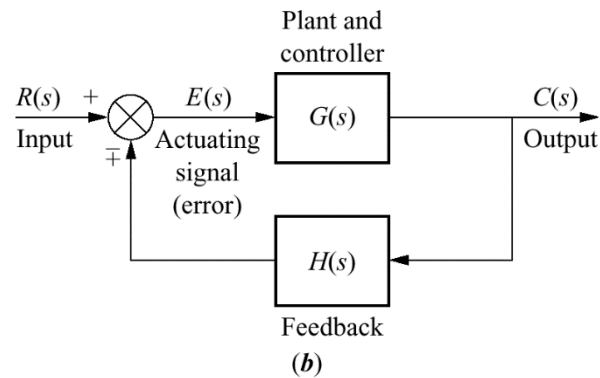 Plant and
controller
R(s) + E(s) G(s) C(s)
Input ∓ Actuating Output
signal
(error)
H(s)
Feedback
(b)